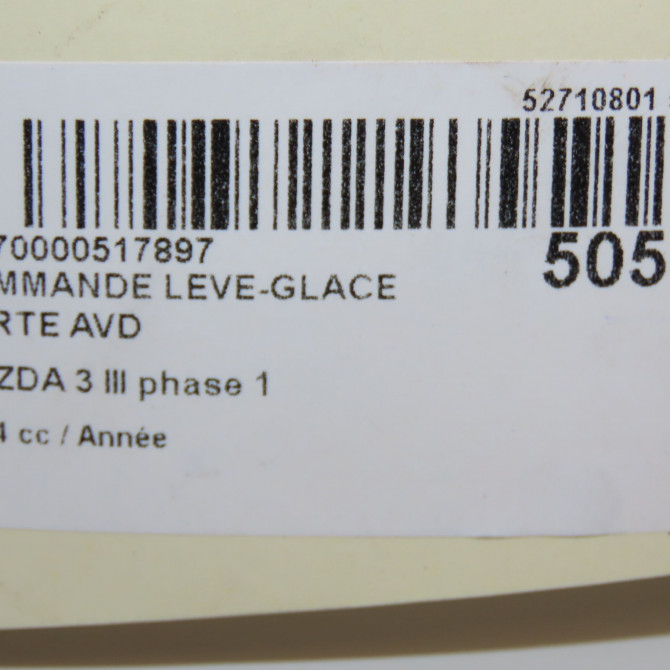 52710801
70000517897
505
MMANDE LEVE-GLACE
RTE AVD
ZDA 3 III phase 1
4 cc / Année